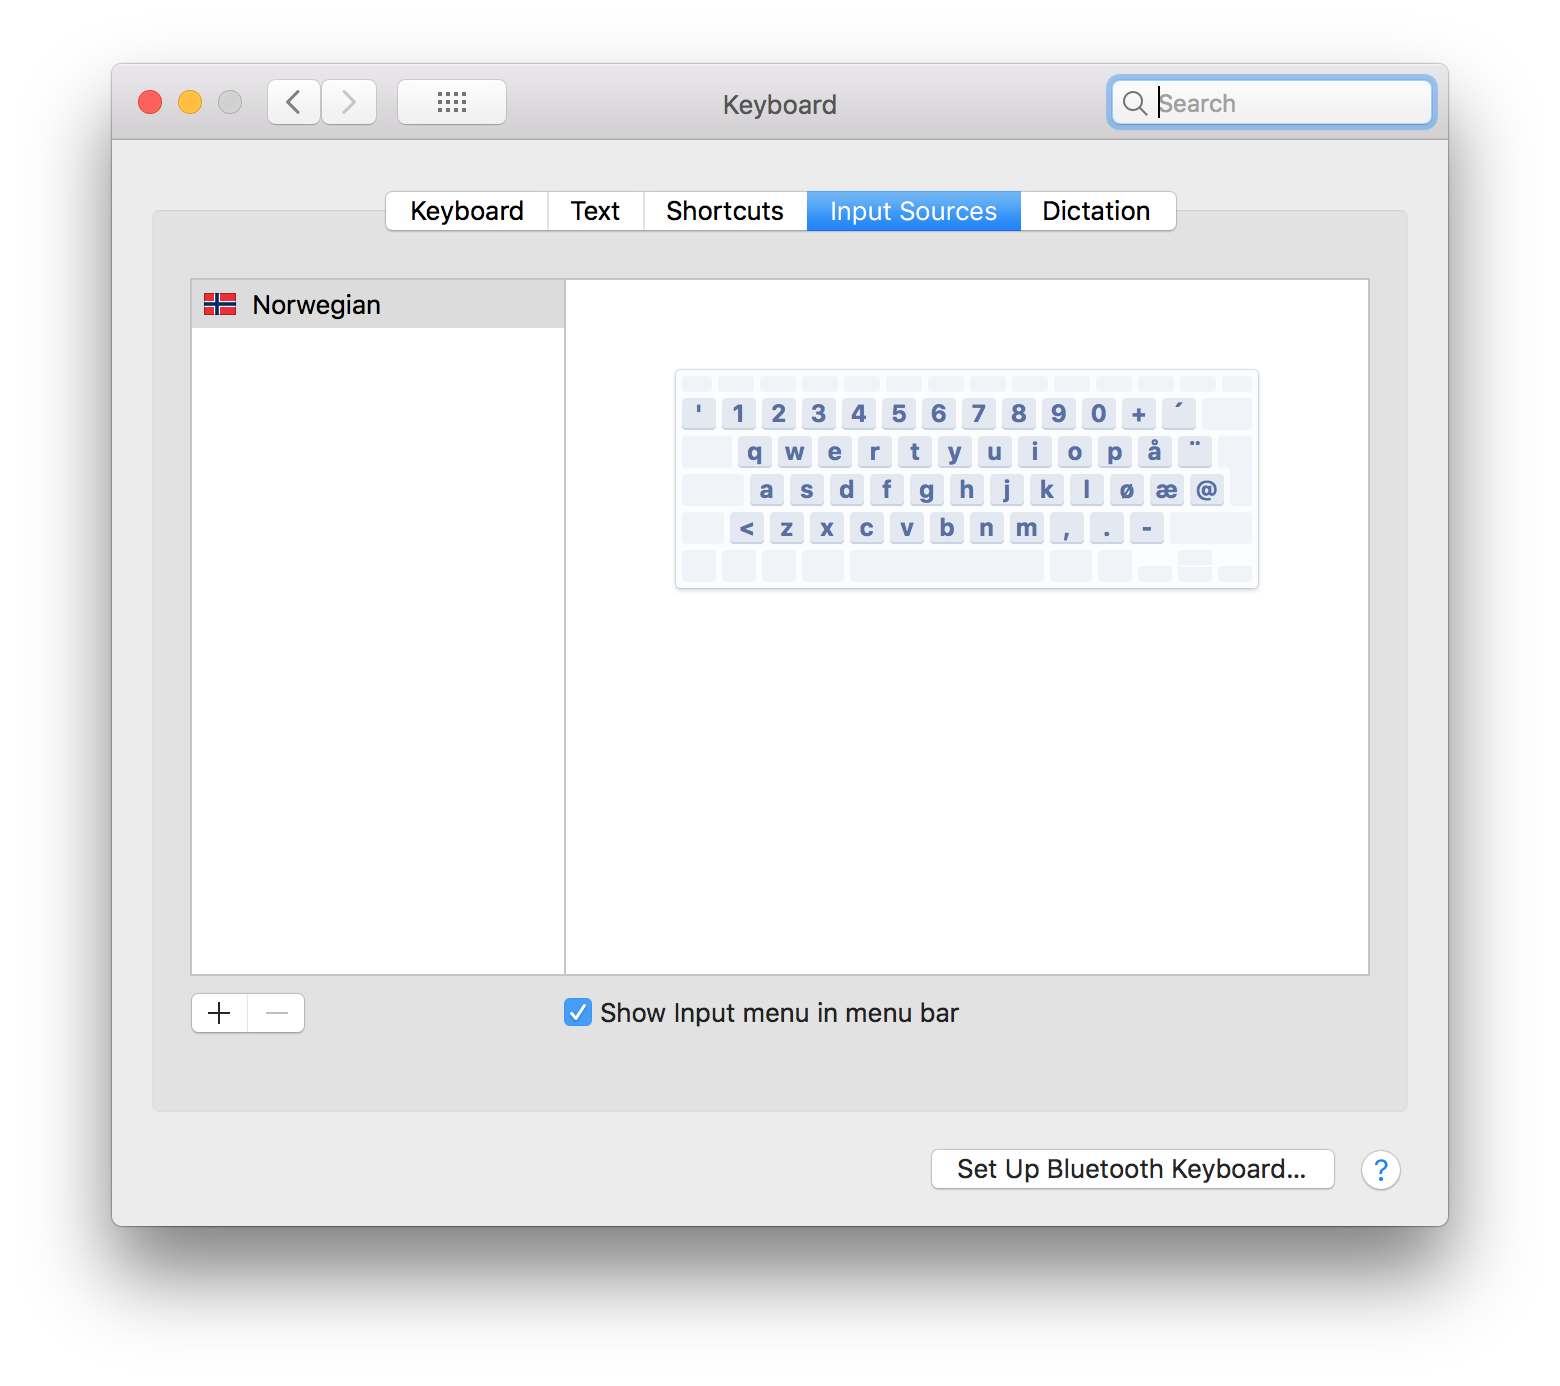 Keyboard
Search
Keyboard Text Shortcuts Input Sources Dictation
Norwegian
' 1 2 3 4 5 6 7 8 9 0 + ´
q w e r t y u i o p å ¨
a s d f g h j k l ø æ @
< z x c v b n m , . -
Show Input menu in menu bar
Set Up Bluetooth Keyboard...
?